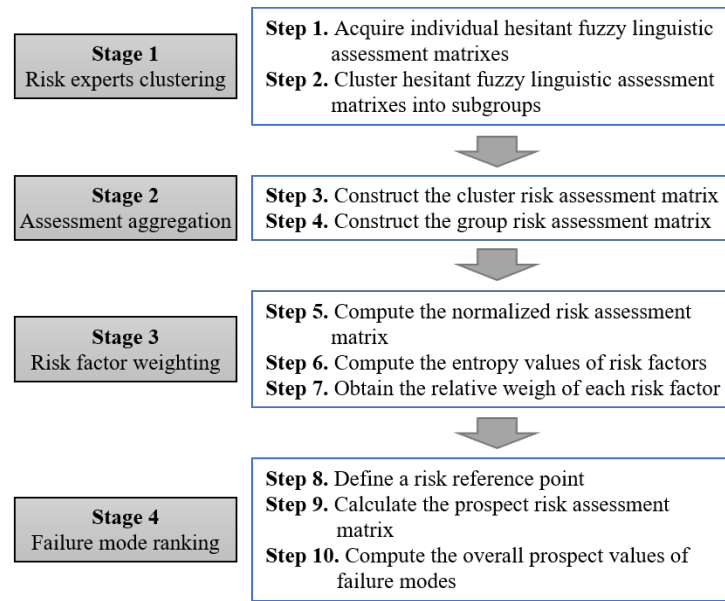 Stage 1
Risk experts clustering
Step 1. Acquire individual hesitant fuzzy linguistic
assessment matrixes
Step 2. Cluster hesitant fuzzy linguistic assessment
matrixes into subgroups
Stage 2
Assessment aggregation
Step 3. Construct the cluster risk assessment matrix
Step 4. Construct the group risk assessment matrix
Stage 3
Risk factor weighting
Step 5. Compute the normalized risk assessment
matrix
Step 6. Compute the entropy values of risk factors
Step 7. Obtain the relative weigh of each risk factor
Stage 4
Failure mode ranking
Step 8. Define a risk reference point
Step 9. Calculate the prospect risk assessment
matrix
Step 10. Compute the overall prospect values of
failure modes